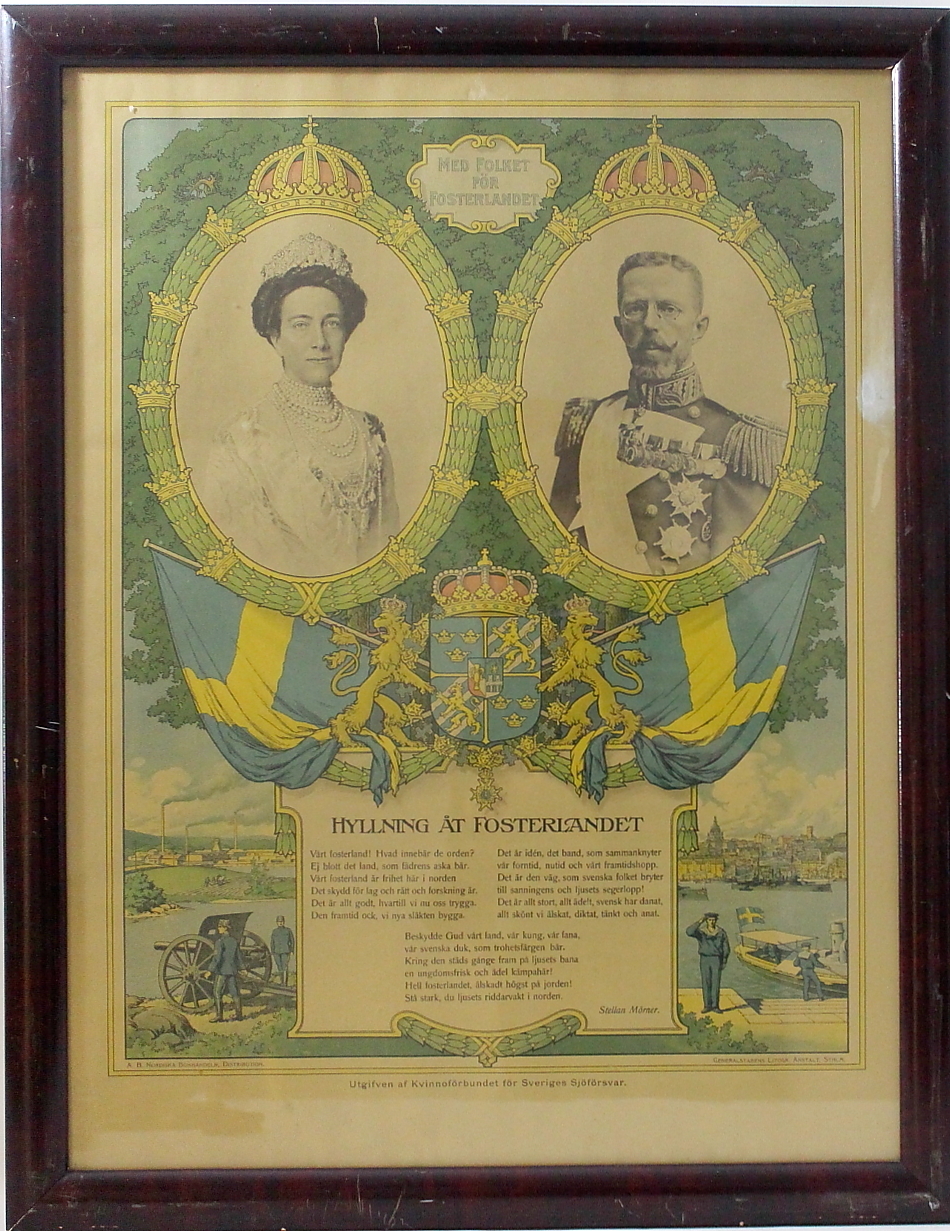 MED FOLKET
FÖR
FOSTERLANDET
HYLLNING ÅT FOSTERLANDET
Vårt fosterland! Hvad innebär de orden?
Ej blott det land, som fädrens aska bär.
Vårt fosterland är frihet här i norden
Det skydd för lag och rätt och forskning är.
Det är allt godt, hvartill vi nu oss trygga.
Den framtid ock, vi nya släkten bygga.
Det är idén, det band, som sammanknyter
vår forntid, nutid och vårt framtidshopp.
Det är den väg, som svenska folket bryter
till sanningens och ljusets segerlopp!
Det är allt stort, allt ädelt, svensk har danat,
allt skönt vi älskat, diktat, tänkt och anat.
Beskydde Gud vårt land, vår kung, vår fana,
vår svenska duk, som trohetsfärgen bär.
Kring den städs gånge fram på ljusets bana
en ungdomsfrisk och ädel kämpahär!
Hell fosterlandet, älskadt högst på jorden!
Stå stark, du ljusets riddarvakt i norden.
Stellan Mörner.
A. B. NORDISKA BOKHANDELN, DISTRIBUTÖR.
GENERALSTABENS LITOGR. ANSTALT, STHLM.
Utgifven af Kvinnoförbundet för Sveriges Sjöförsvar.